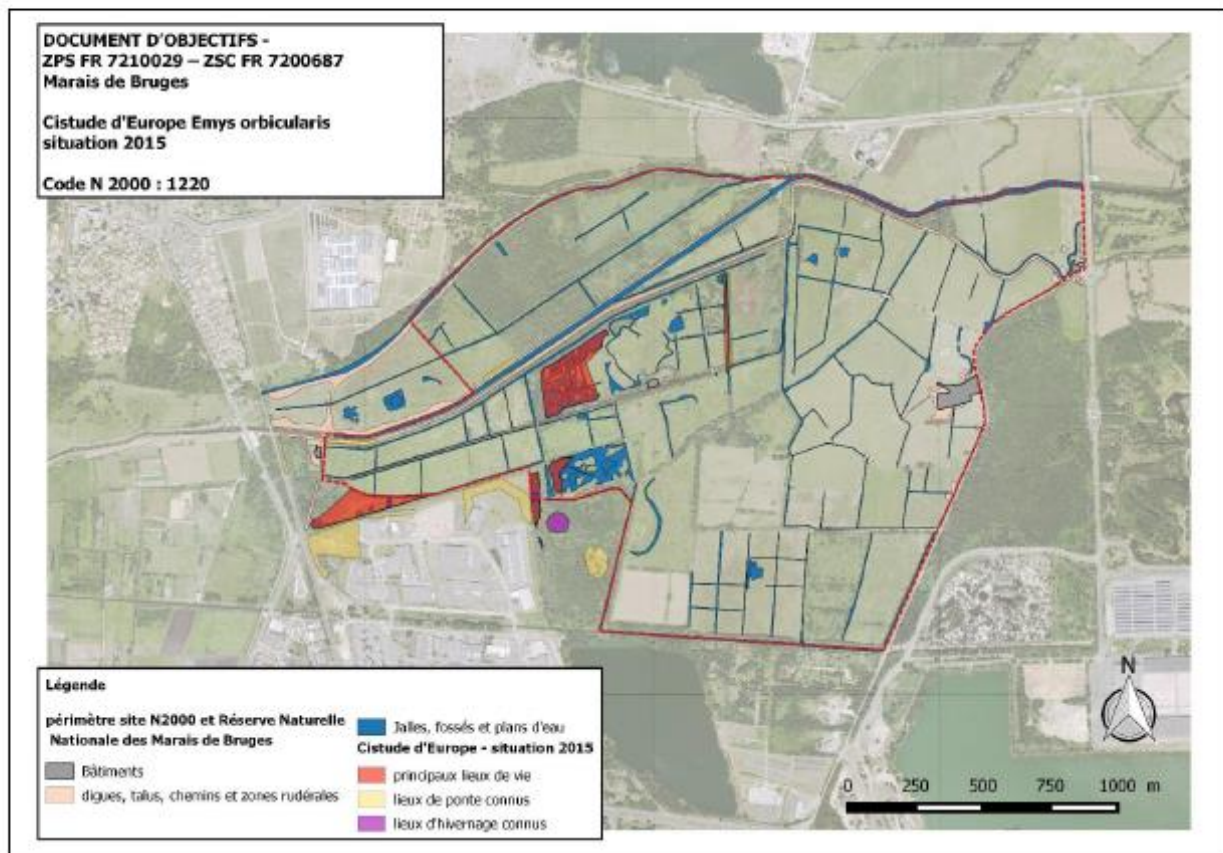 DOCUMENT D'OBJECTIFS -
ZPS FR 7210029 – ZSC FR 7200687
Marais de Bruges
Cistude d'Europe Emys orbicularis
situation 2015
Code N 2000 : 1220
Légende
périmètre site N2000 et Réserve Naturelle
Nationale des Marais de Bruges
Bâtiments
digues, talus, chemins et zones rudérales
Jalles, fossés et plans d'eau
Cistude d'Europe - situation 2015
principaux lieux de vie
lieux de ponte connus
lieux d'hivernage connus
N
0 250 500 750 1000 m